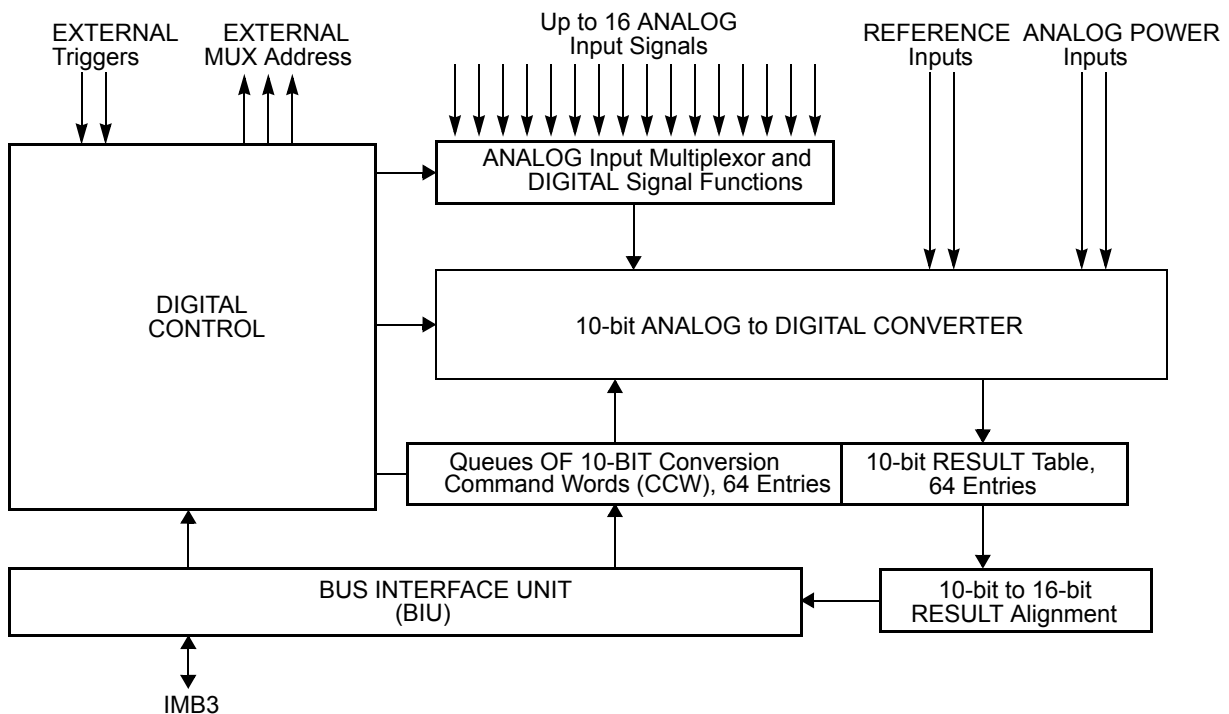 EXTERNAL
Triggers
EXTERNAL
MUX Address
Up to 16 ANALOG
Input Signals
REFERENCE
Inputs
ANALOG POWER
Inputs
ANALOG Input Multiplexor and
DIGITAL Signal Functions
DIGITAL
CONTROL
10-bit ANALOG to DIGITAL CONVERTER
Queues OF 10-BIT Conversion
Command Words (CCW), 64 Entries
10-bit RESULT Table,
64 Entries
BUS INTERFACE UNIT
(BIU)
10-bit to 16-bit
RESULT Alignment
IMB3